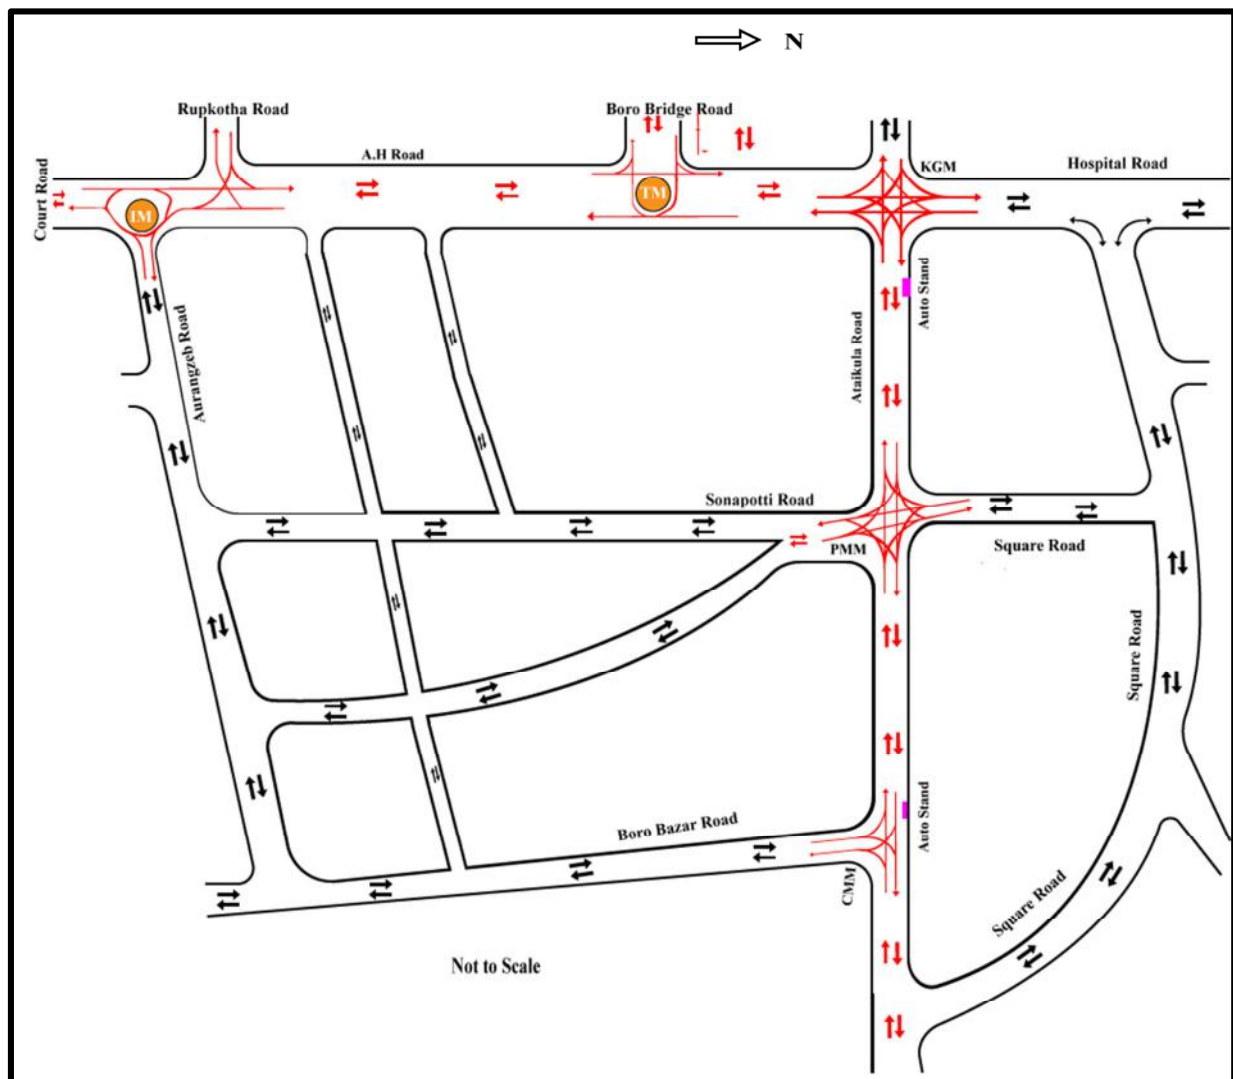 N
Rupkotha Road
Boro Bridge Road
A.H Road
KGM
Hospital Road
Court Road
IM
TM
Auto Stand
Aurangzeb Road
Ataikula Road
Sonapotti Road
PMM
Square Road
Square Road
Boro Bazar Road
Auto Stand
CMM
Square Road
Not to Scale